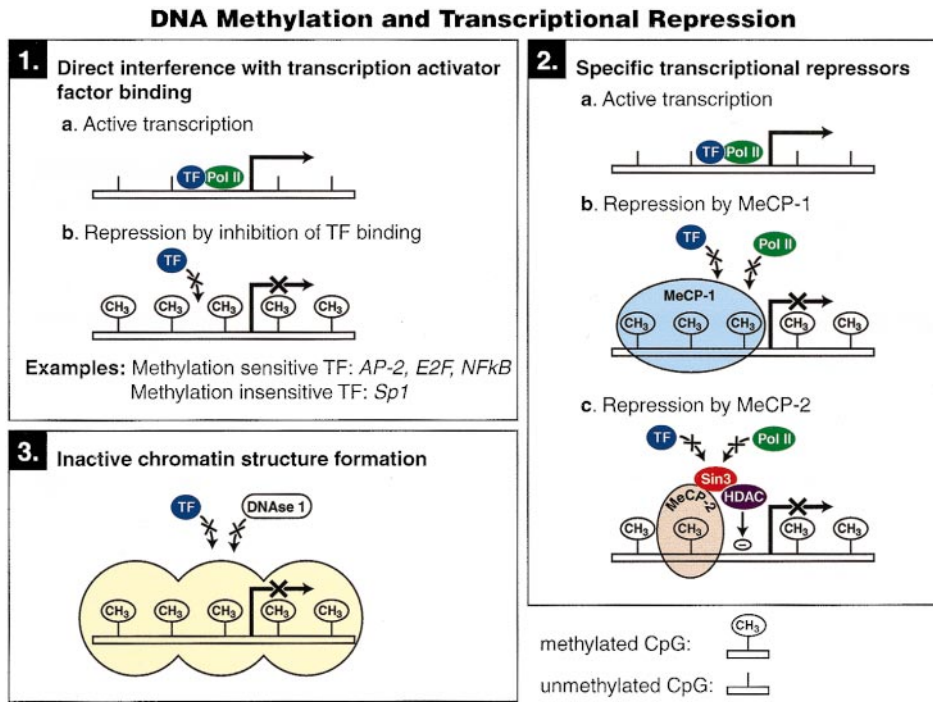 DNA Methylation and Transcriptional Repression
1.
Direct interference with transcription activator
factor binding
a. Active transcription
TF Pol II
b. Repression by inhibition of TF binding
TF
CH₃ CH₃ CH₃ CH₃ CH₃
Examples: Methylation sensitive TF: AP-2, E2F, NFkB
Methylation insensitive TF: Sp1
2.
Specific transcriptional repressors
a. Active transcription
TF Pol II
b. Repression by MeCP-1
TF Pol II
MeCP-1
CH₃ CH₃ CH₃ CH₃ CH₃
c. Repression by MeCP-2
TF Pol II
Sin3
MeCP-2 HDAC
CH₃ CH₃ CH₃ CH₃
−
3.
Inactive chromatin structure formation
TF DNAse 1
CH₃ CH₃ CH₃ CH₃ CH₃
CH₃
methylated CpG:
unmethylated CpG: